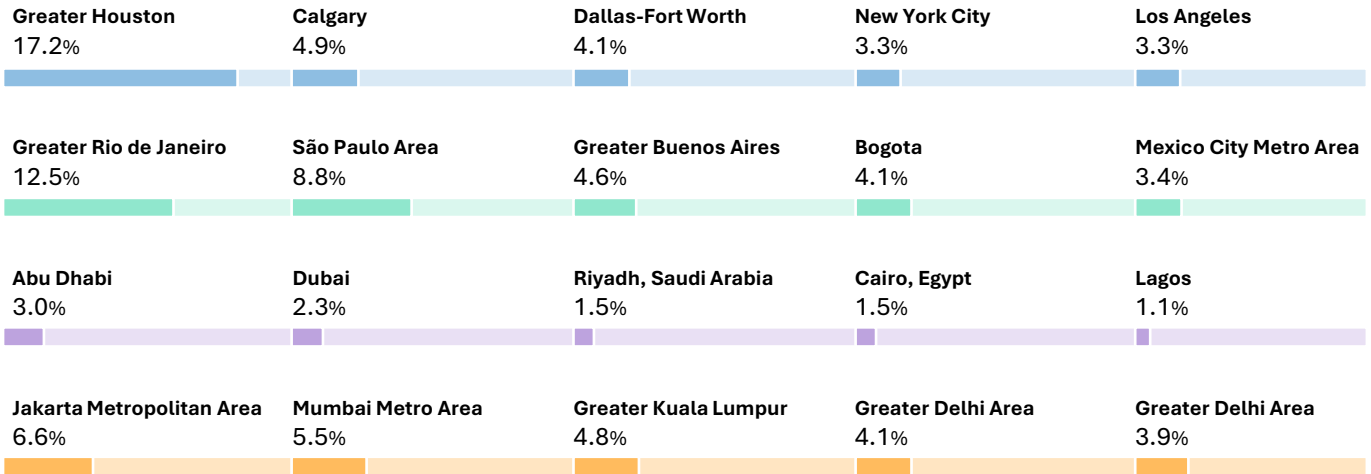 Greater Houston Calgary Dallas-Fort Worth New York City Los Angeles
17.2% 4.9% 4.1% 3.3% 3.3%
Greater Rio de Janeiro São Paulo Area Greater Buenos Aires Bogota Mexico City Metro Area
12.5% 8.8% 4.6% 4.1% 3.4%
Abu Dhabi Dubai Riyadh, Saudi Arabia Cairo, Egypt Lagos
3.0% 2.3% 1.5% 1.5% 1.1%
Jakarta Metropolitan Area Mumbai Metro Area Greater Kuala Lumpur Greater Delhi Area Greater Delhi Area
6.6% 5.5% 4.8% 4.1% 3.9%